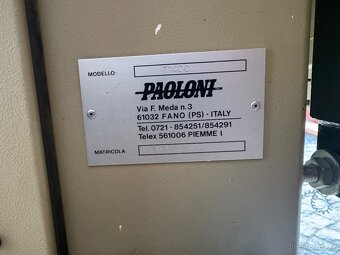 MODELLO
PAOLONI
Via F. Meda n. 3
61032 FANO (PS) - ITALY
Tel. 0721 - 854251/854291
Telex 561006 PIEMME I
MATRICOLA